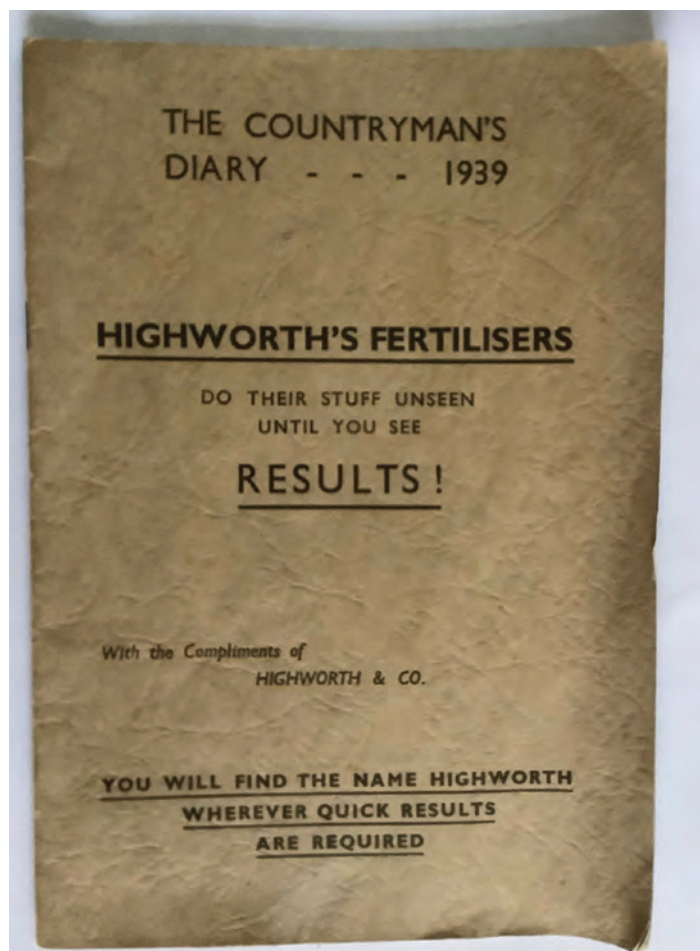 THE COUNTRYMAN'S
DIARY - - - 1939
HIGHWORTH'S FERTILISERS
DO THEIR STUFF UNSEEN
UNTIL YOU SEE
RESULTS !
With the Compliments of
HIGHWORTH & CO.
YOU WILL FIND THE NAME HIGHWORTH
WHEREVER QUICK RESULTS
ARE REQUIRED